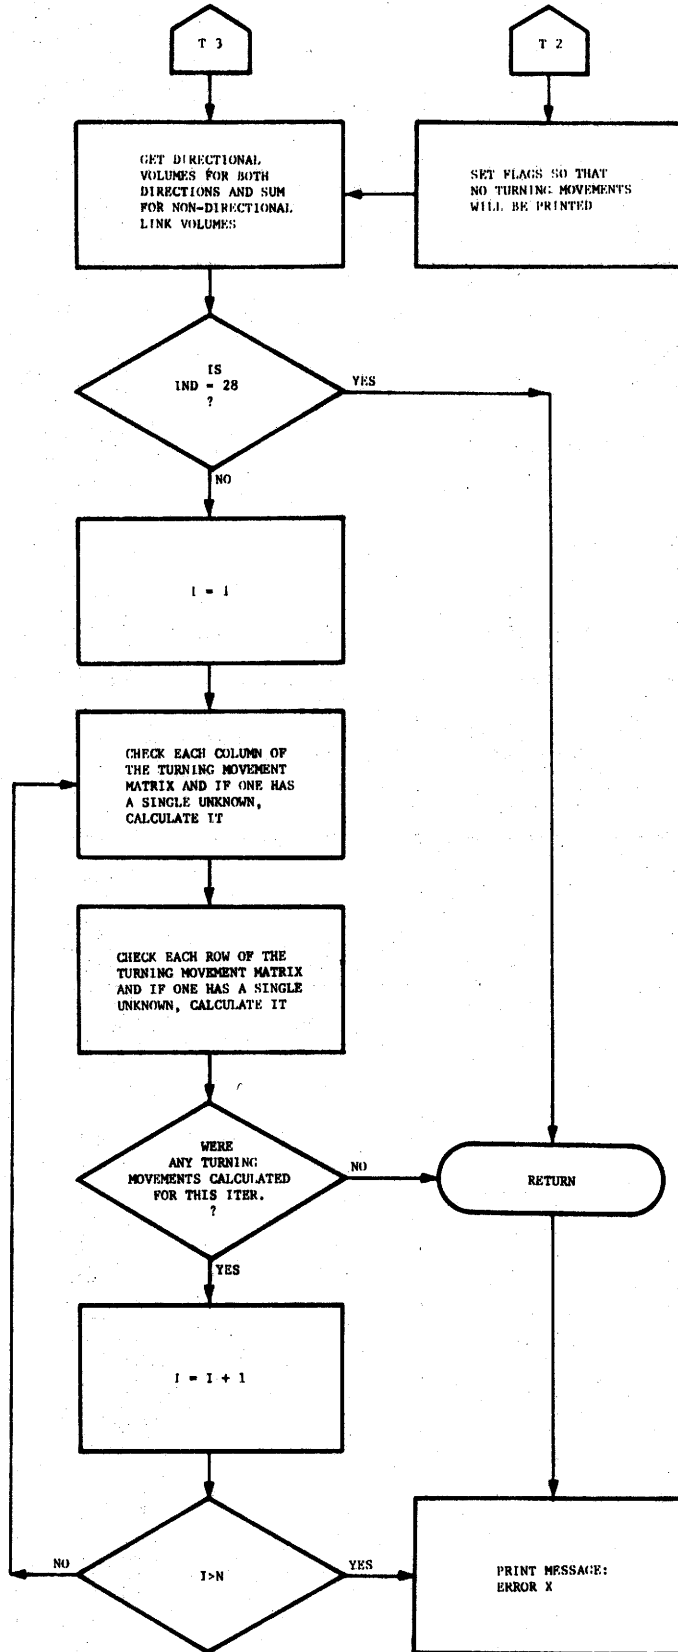 T 3
T 2
GET DIRECTIONAL
VOLUMES FOR BOTH
DIRECTIONS AND SUM
FOR NON-DIRECTIONAL
LINK VOLUMES
SET FLAGS SO THAT
NO TURNING MOVEMENTS
WILL BE PRINTED
IS
IND = 28
?
YES
NO
I = 1
CHECK EACH COLUMN OF
THE TURNING MOVEMENT
MATRIX AND IF ONE HAS
A SINGLE UNKNOWN,
CALCULATE IT
CHECK EACH ROW OF THE
TURNING MOVEMENT MATRIX
AND IF ONE HAS A SINGLE
UNKNOWN, CALCULATE IT
WERE
ANY TURNING
MOVEMENTS CALCULATED
FOR THIS ITER.
?
NO
RETURN
YES
I = I + 1
NO
I>N
YES
PRINT MESSAGE:
ERROR X